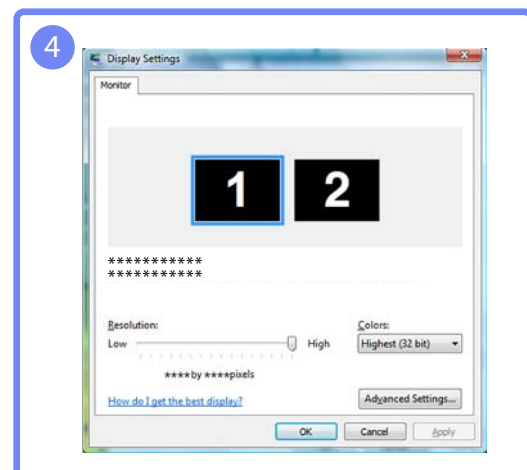 4
Display Settings
Monitor
1 2
***********
***********
Resolution:
Colors:
Low High
Highest (32 bit)
****by ****pixels
How do I get the best display?
Advanced Settings...
OK Cancel Apply